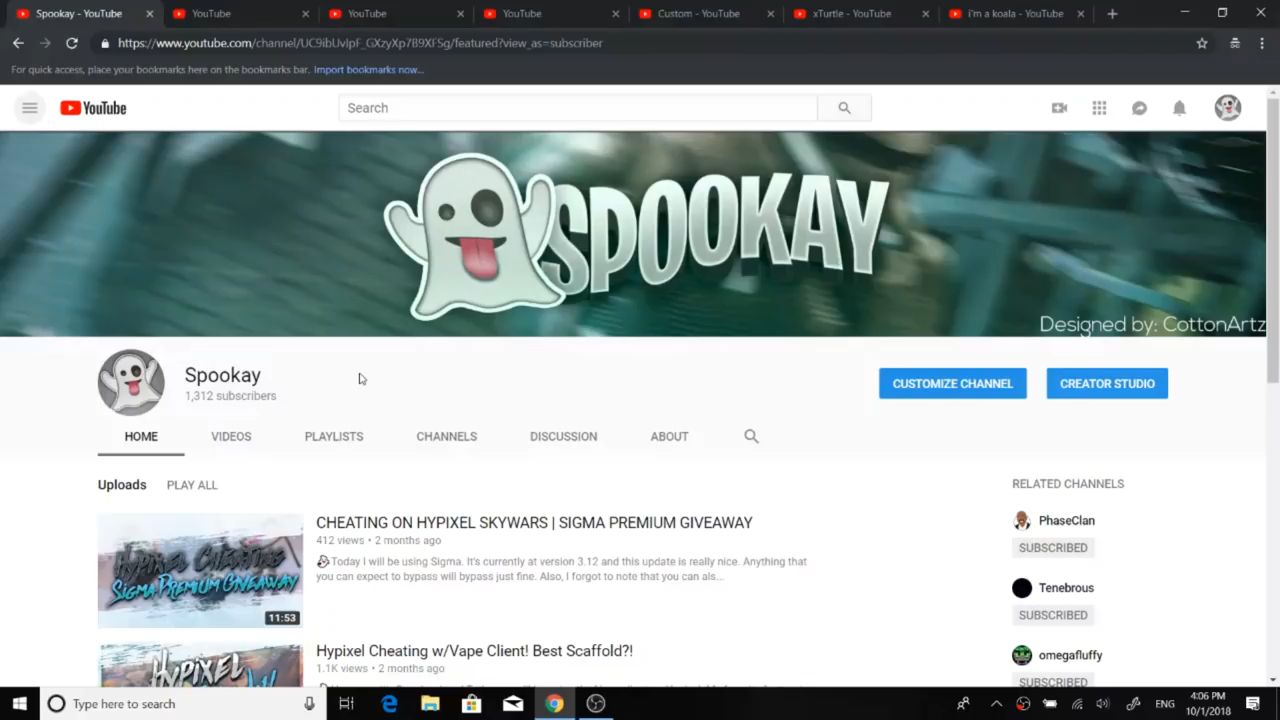 Spookay - YouTube
YouTube
YouTube
YouTube
Custom - YouTube
xTurtle - YouTube
i'm a koala - YouTube
https://www.youtube.com/channel/UC9ibUvIpF_GXzyXp7B9XFSg/featured?view_as=subscriber
For quick access, place your bookmarks here on the bookmarks bar. Import bookmarks now...
YouTube
Search
SPOOKAY
Designed by: CottonArtz
Spookay
1,312 subscribers
CUSTOMIZE CHANNEL
CREATOR STUDIO
HOME
VIDEOS
PLAYLISTS
CHANNELS
DISCUSSION
ABOUT
Uploads
PLAY ALL
RELATED CHANNELS
HYPIXEL CHEATING
SIGMA PREMIUM GIVEAWAY
11:53
CHEATING ON HYPIXEL SKYWARS | SIGMA PREMIUM GIVEAWAY
412 views • 2 months ago
Today I will be using Sigma. It's currently at version 3.12 and this update is really nice. Anything that
you can expect to bypass will bypass just fine. Also, I forgot to note that you can als...
PhaseClan
SUBSCRIBED
Tenebrous
SUBSCRIBED
HYPIXEL
Hypixel Cheating w/Vape Client! Best Scaffold?!
1.1K views • 2 months ago
omegafluffy
SUBSCRIBED
Type here to search
ENG
4:06 PM
10/1/2018